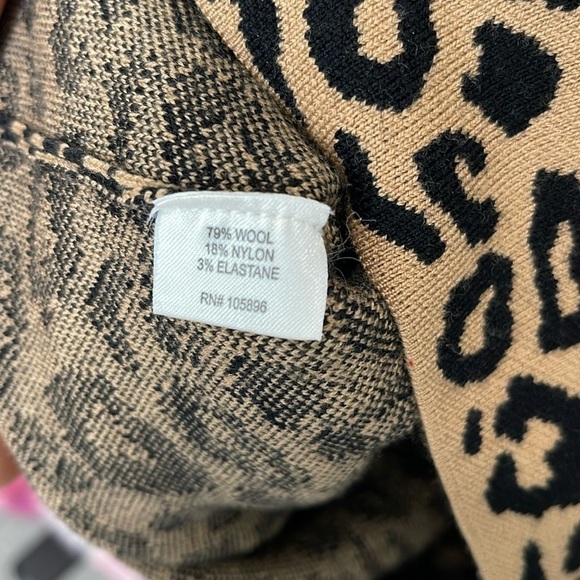 79% WOOL
18% NYLON
3% ELASTANE
RN# 105896